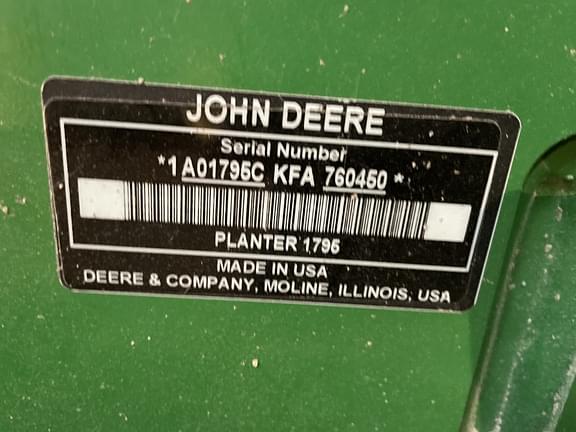 JOHN DEERE
Serial Number
*1A01795C KFA 760450*
PLANTER 1795
MADE IN USA
DEERE & COMPANY, MOLINE, ILLINOIS, USA